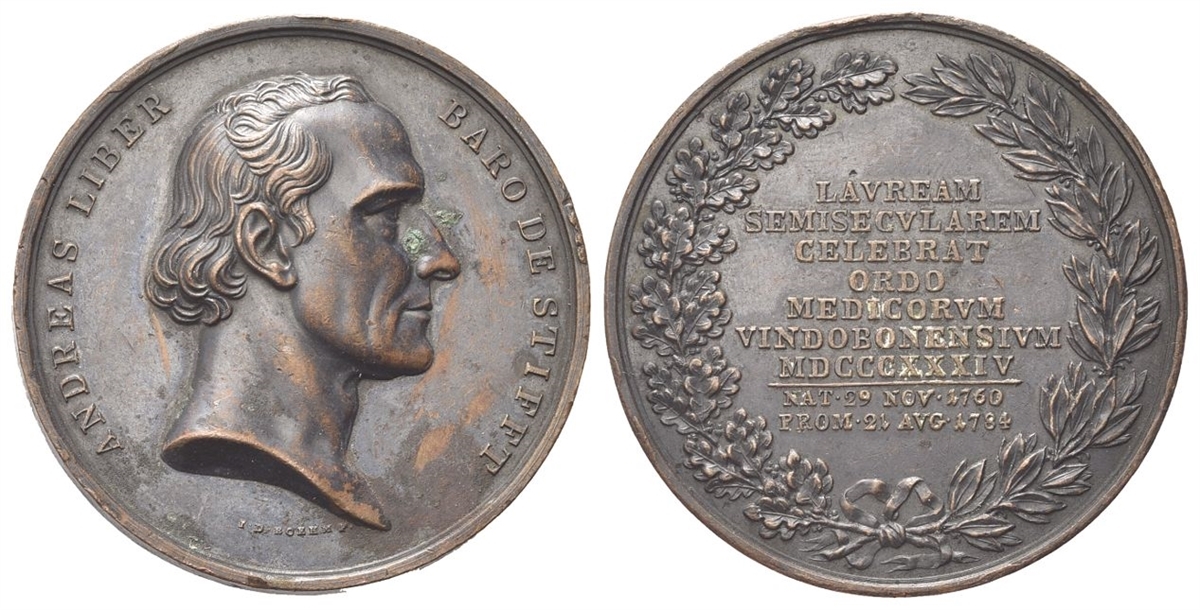 ANDREAS LIBER BARO DE STIFFT
I. D. BOEHM F.
LAVREAM
SEMISECVLAREM
CELEBRAT
ORDO
MEDICORVM
VINDOBONENSIVM
MDCCCXXXIV
NAT·29 NOV·1760
PROM·21 AVG·1784